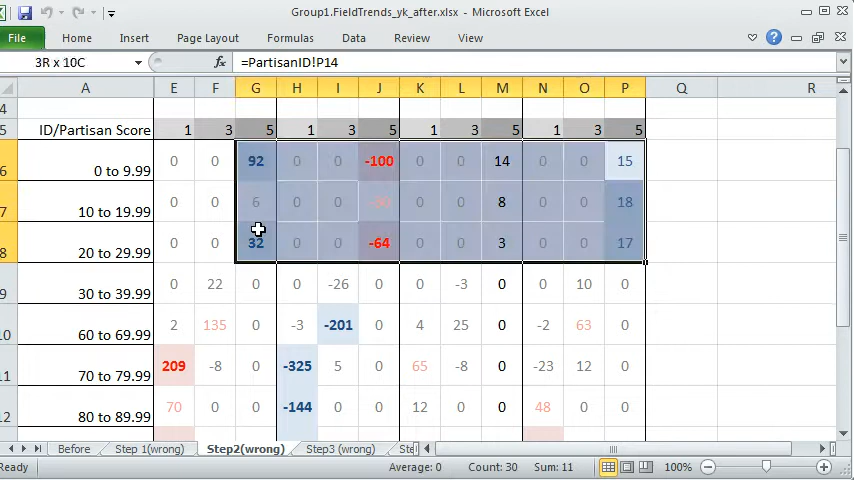 Group1.FieldTrends_yk_after.xlsx - Microsoft Excel
File Home Insert Page Layout Formulas Data Review View
3R x 10C fx =PartisanID!P14
A E F G H I J K L M N O P Q R
4
5 ID/Partisan Score 1 3 5 1 3 5 1 3 5 1 3 5
6 0 to 9.99 0 0 92 0 0 -100 0 0 14 0 0 15
7 10 to 19.99 0 0 6 0 0 0 0 8 0 0 18
8 20 to 29.99 0 0 32 0 0 -64 0 0 3 0 0 17
9 30 to 39.99 0 22 0 0 -26 0 0 -3 0 0 10 0
10 60 to 69.99 2 135 0 -3 -201 0 4 25 0 -2 63 0
11 70 to 79.99 209 -8 0 -325 5 0 65 -8 0 -23 12 0
12 80 to 89.99 70 0 0 -144 0 0 12 0 0 48 0 0
Before Step 1(wrong) Step2(wrong) Step3 (wrong) Ste
Ready Average: 0 Count: 30 Sum: 11 100%